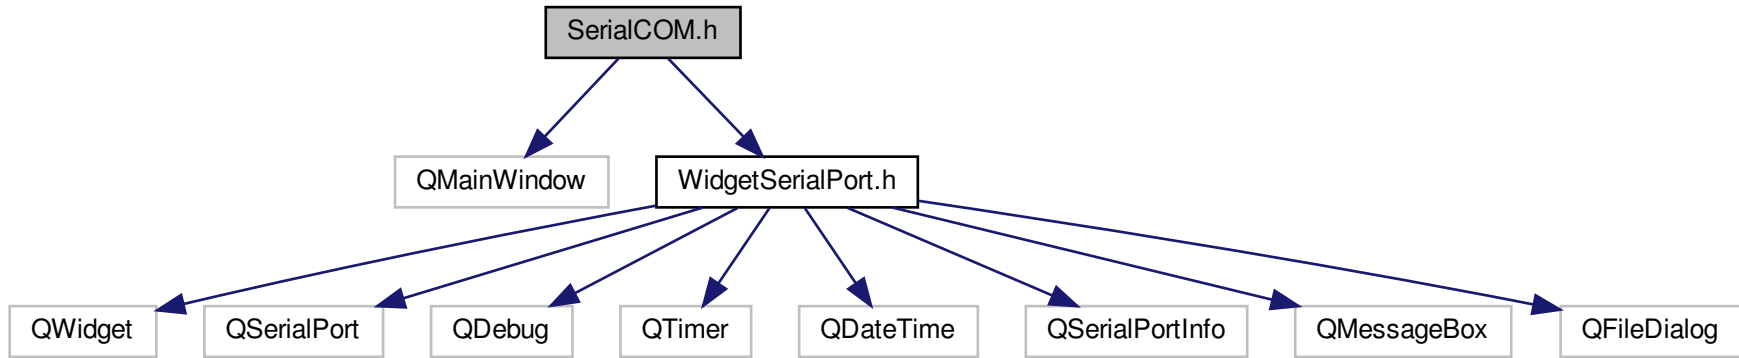 SerialCOM.h
QMainWindow
WidgetSerialPort.h
QWidget
QSerialPort
QDebug
QTimer
QDateTime
QSerialPortInfo
QMessageBox
QFileDialog